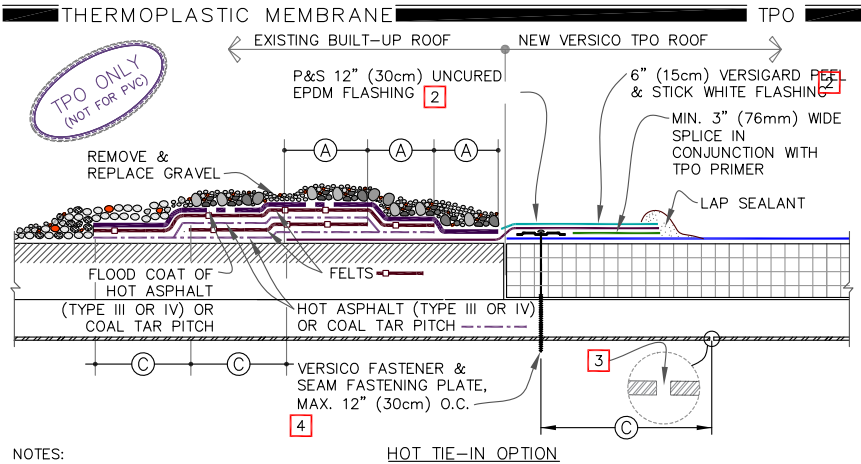 THERMOPLASTIC MEMBRANE TPO
EXISTING BUILT-UP ROOF
NEW VERSICO TPO ROOF
TPO ONLY
(NOT FOR PVC)
P&S 12" (30cm) UNCURED
EPDM FLASHING 2
6" (15cm) VERSIGARD PEEL
& STICK WHITE FLASHING 2
MIN. 3" (76mm) WIDE
SPLICE IN
CONJUNCTION WITH
TPO PRIMER
LAP SEALANT
A A A
REMOVE &
REPLACE GRAVEL
FLOOD COAT OF
HOT ASPHALT
(TYPE III OR IV) OR
COAL TAR PITCH
FELTS
HOT ASPHALT (TYPE III OR IV)
OR COAL TAR PITCH
C C
VERSICO FASTENER &
SEAM FASTENING PLATE,
MAX. 12" (30cm) O.C.
4
3
C
NOTES:
HOT TIE-IN OPTION